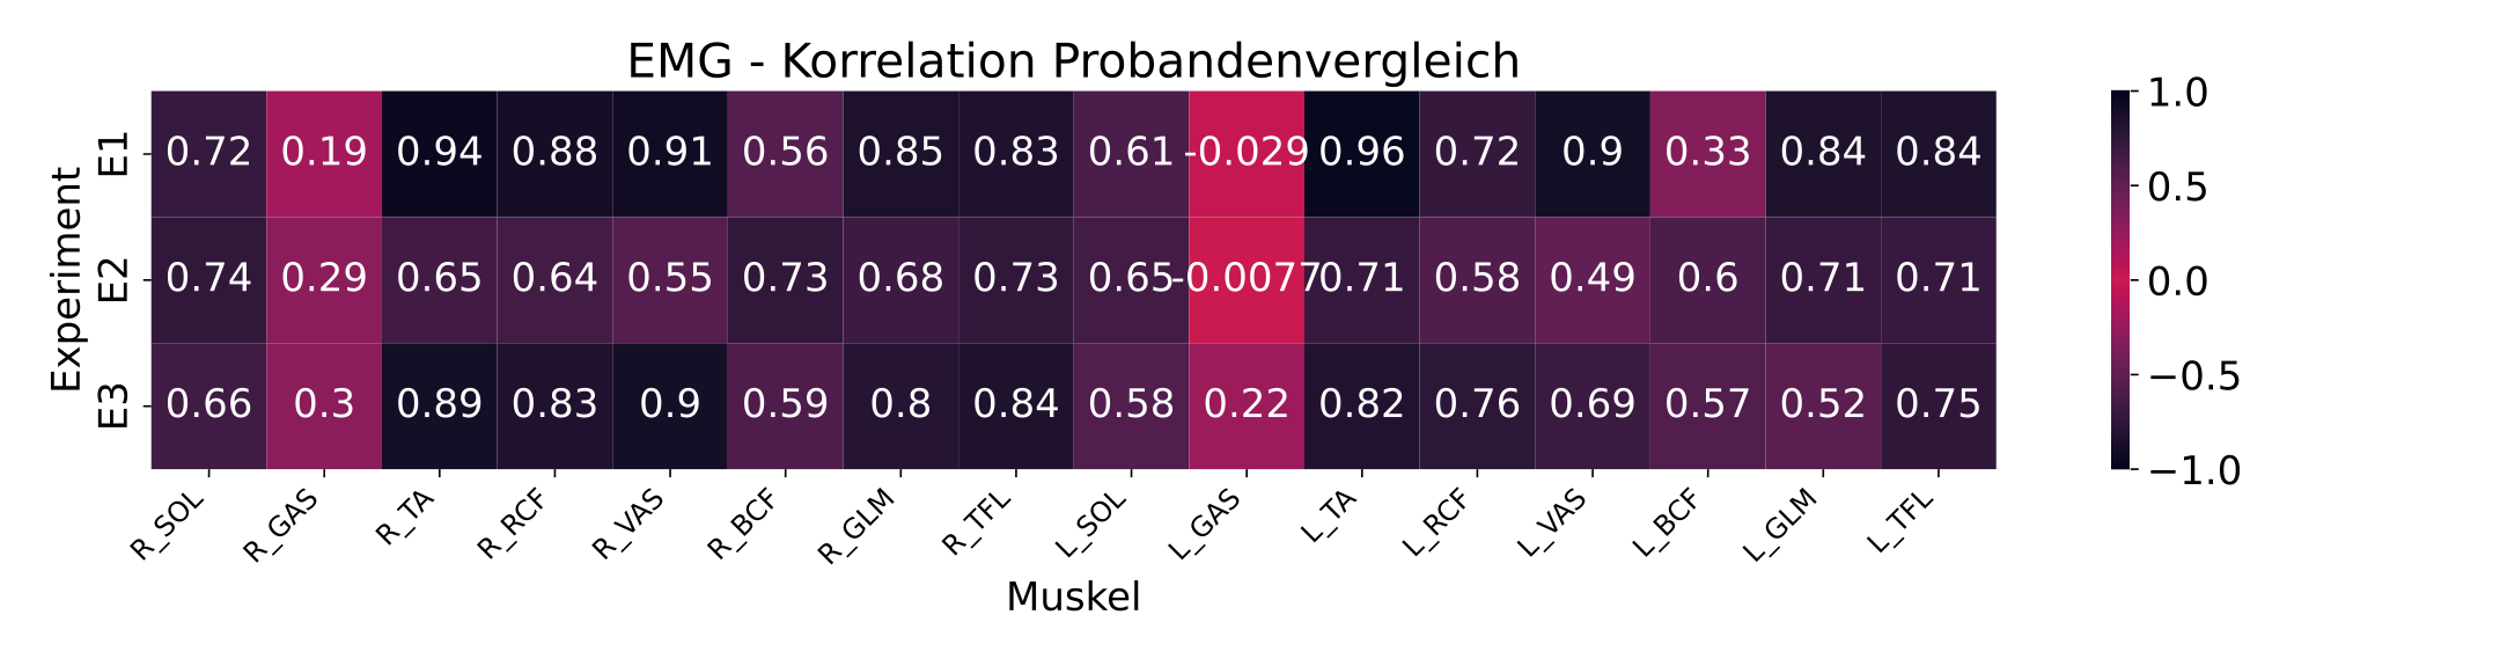 EMG - Korrelation Probandenvergleich
Experiment
E1 0.72 0.19 0.94 0.88 0.91 0.56 0.85 0.83 0.61 -0.029 0.96 0.72 0.9 0.33 0.84 0.84
E2 0.74 0.29 0.65 0.64 0.55 0.73 0.68 0.73 0.65 -0.0077 0.71 0.58 0.49 0.6 0.71 0.71
E3 0.66 0.3 0.89 0.83 0.9 0.59 0.8 0.84 0.58 0.22 0.82 0.76 0.69 0.57 0.52 0.75
R_SOL R_GAS R_TA R_RCF R_VAS R_BCF R_GLM R_TFL L_SOL L_GAS L_TA L_RCF L_VAS L_BCF L_GLM L_TFL
Muskel
1.0
0.5
0.0
−0.5
−1.0